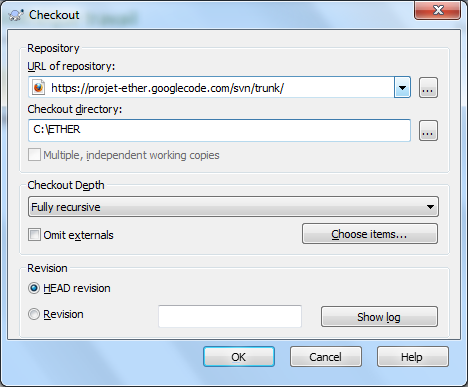 Checkout
Repository
URL of repository:
https://projet-ether.googlecode.com/svn/trunk/
...
Checkout directory:
C:\ETHER
...
Multiple, independent working copies
Checkout Depth
Fully recursive
Omit externals
Choose items...
Revision
HEAD revision
Revision
Show log
OK
Cancel
Help